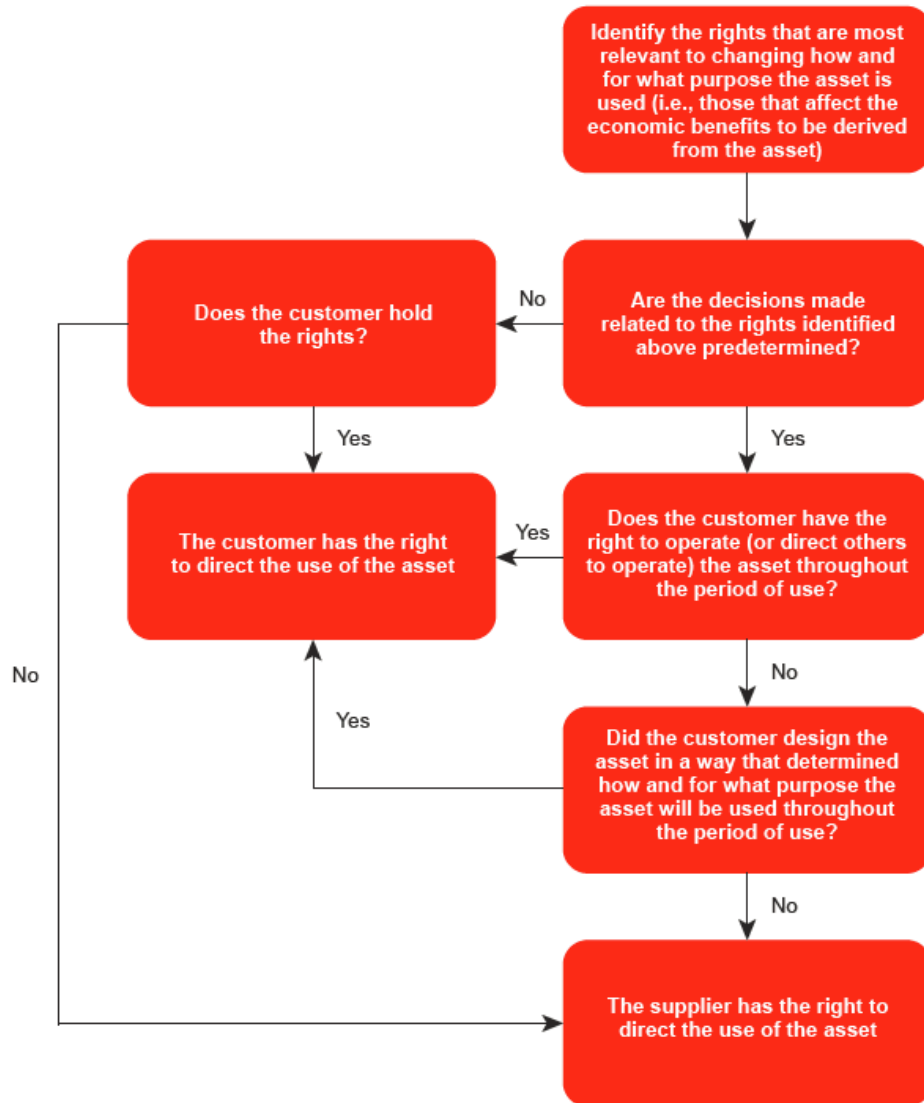 Identify the rights that are most
relevant to changing how and
for what purpose the asset is
used (i.e., those that affect the
economic benefits to be derived
from the asset)
Does the customer hold
the rights?
No
Are the decisions made
related to the rights identified
above predetermined?
Yes
Yes
The customer has the right
to direct the use of the asset
Yes
Does the customer have the
right to operate (or direct others
to operate) the asset throughout
the period of use?
No
No
Yes
Did the customer design the
asset in a way that determined
how and for what purpose the
asset will be used throughout
the period of use?
No
The supplier has the right to
direct the use of the asset